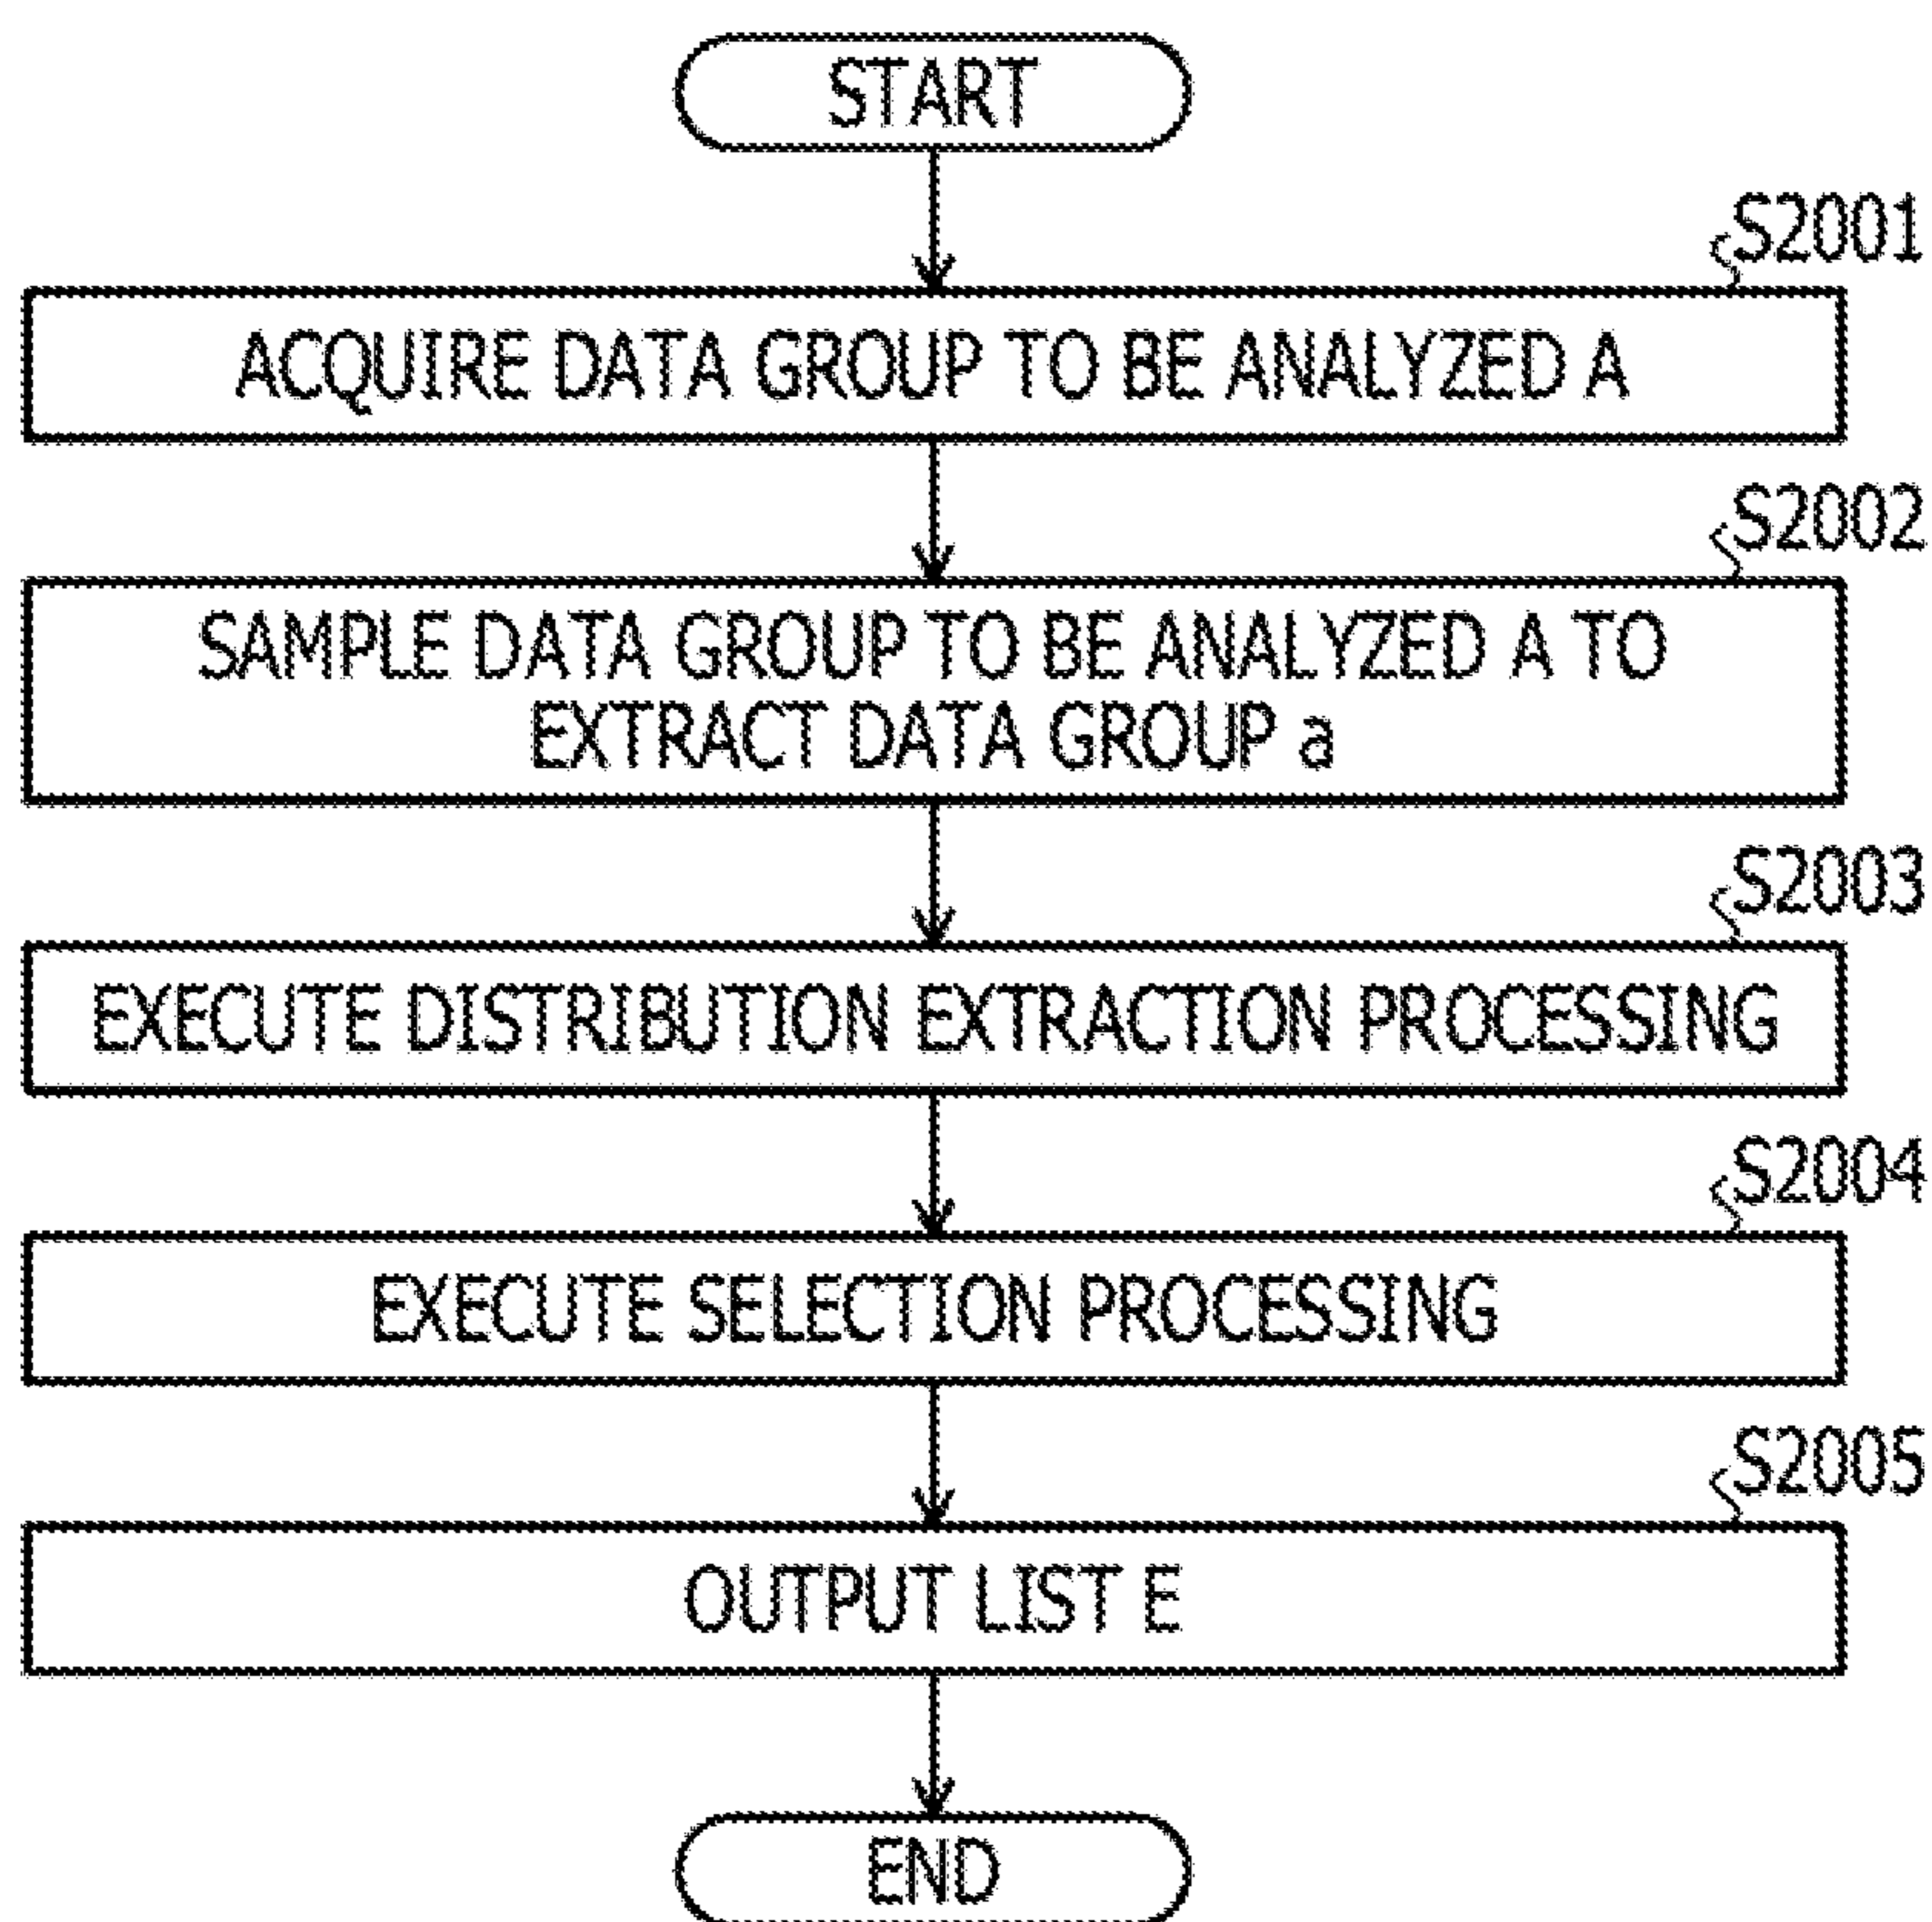 START
S2001
ACQUIRE DATA GROUP TO BE ANALYZED A
S2002
SAMPLE DATA GROUP TO BE ANALYZED A TO
EXTRACT DATA GROUP a
S2003
EXECUTE DISTRIBUTION EXTRACTION PROCESSING
S2004
EXECUTE SELECTION PROCESSING
S2005
OUTPUT LIST E
END